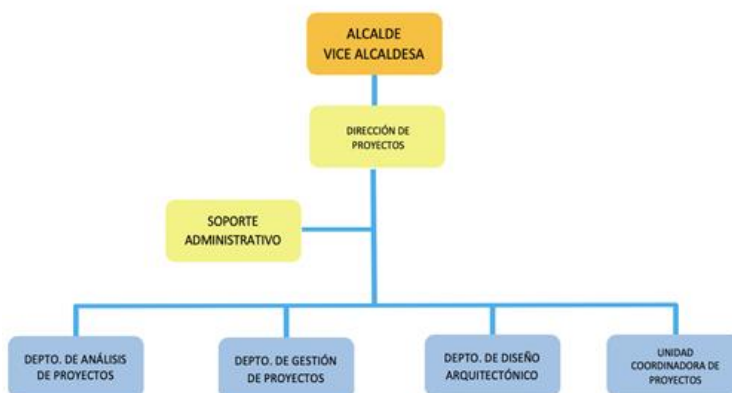 ALCALDE
VICE ALCALDESA
DIRECCIÓN DE
PROYECTOS
SOPORTE
ADMINISTRATIVO
DEPTO. DE ANÁLISIS
DE PROYECTOS
DEPTO. DE GESTIÓN
DE PROYECTOS
DEPTO. DE DISEÑO
ARQUITECTÓNICO
UNIDAD
COORDINADORA DE
PROYECTOS